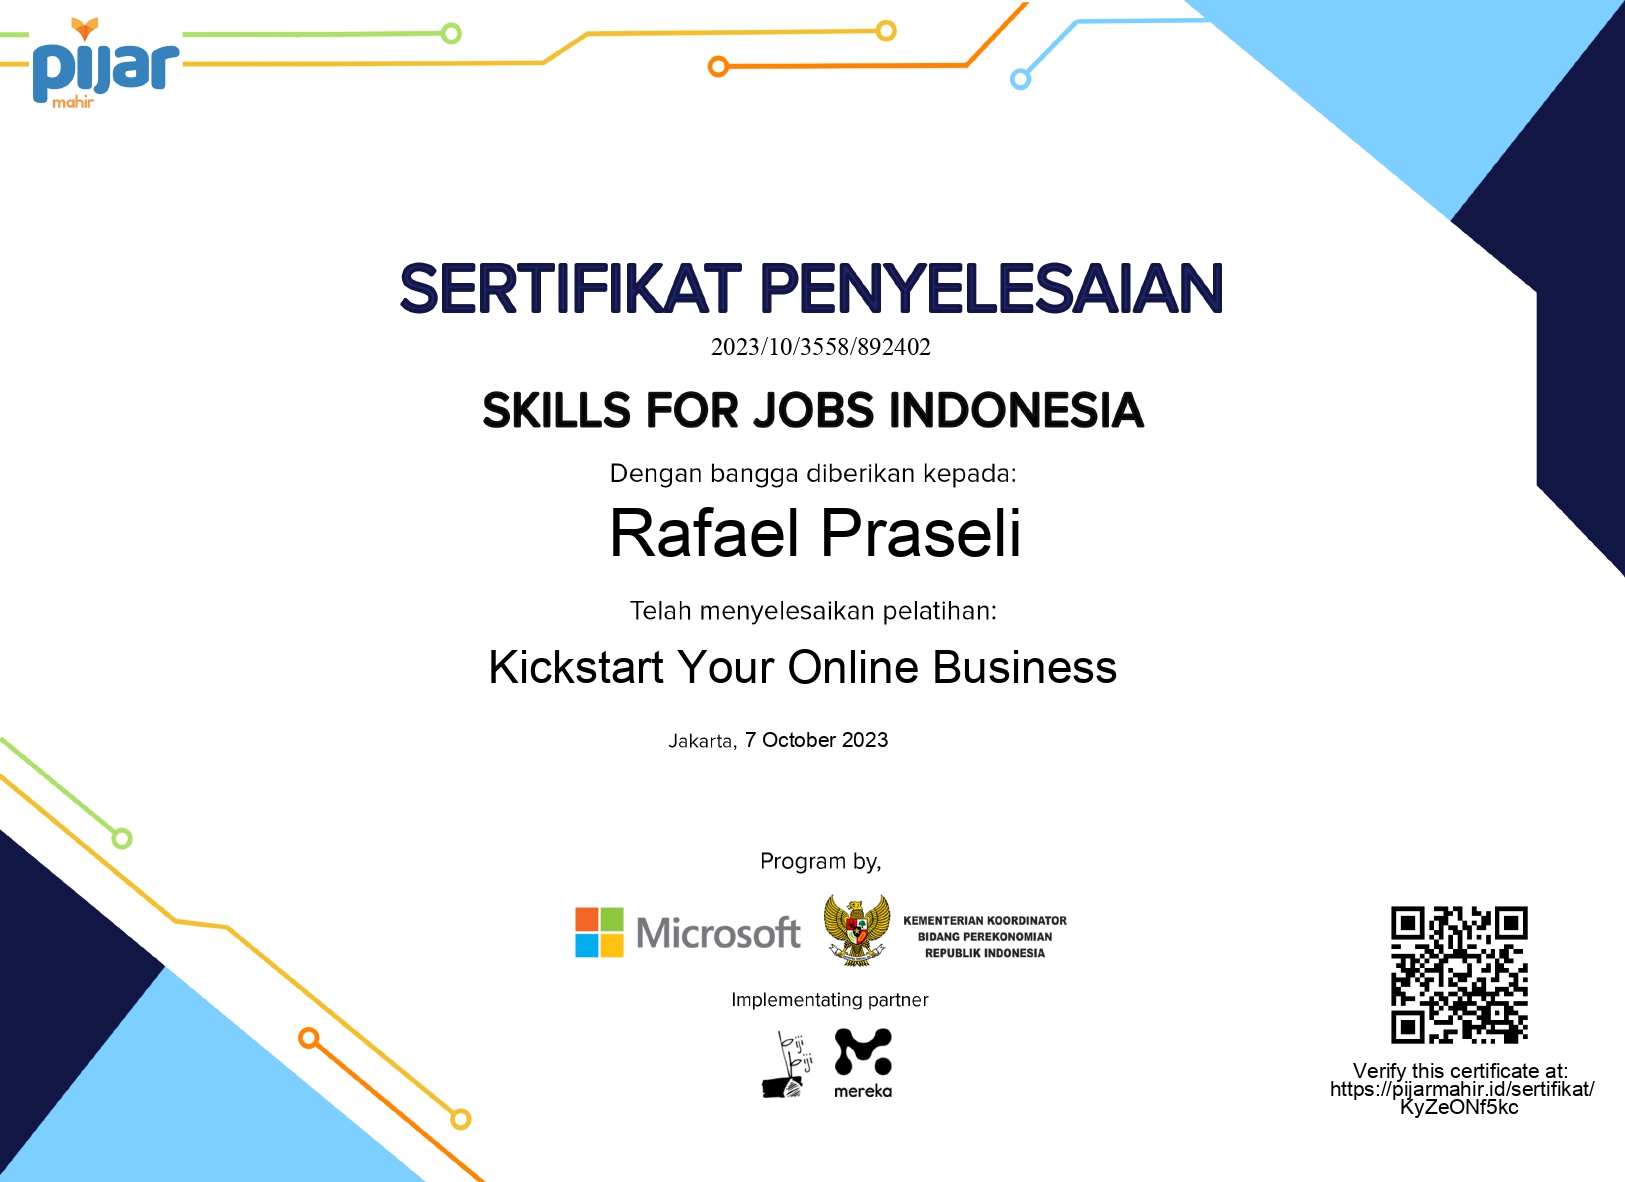 pijar
mahir
SERTIFIKAT PENYELESAIAN
2023/10/3558/892402
SKILLS FOR JOBS INDONESIA
Dengan bangga diberikan kepada:
Rafael Praseli
Telah menyelesaikan pelatihan:
Kickstart Your Online Business
Jakarta, 7 October 2023
Program by,
Microsoft
KEMENTERIAN KOORDINATOR
BIDANG PEREKONOMIAN
REPUBLIK INDONESIA
Implementating partner
iji
iji
mereka
Verify this certificate at:
https://pijarmahir.id/sertifikat/
KyZeONf5kc